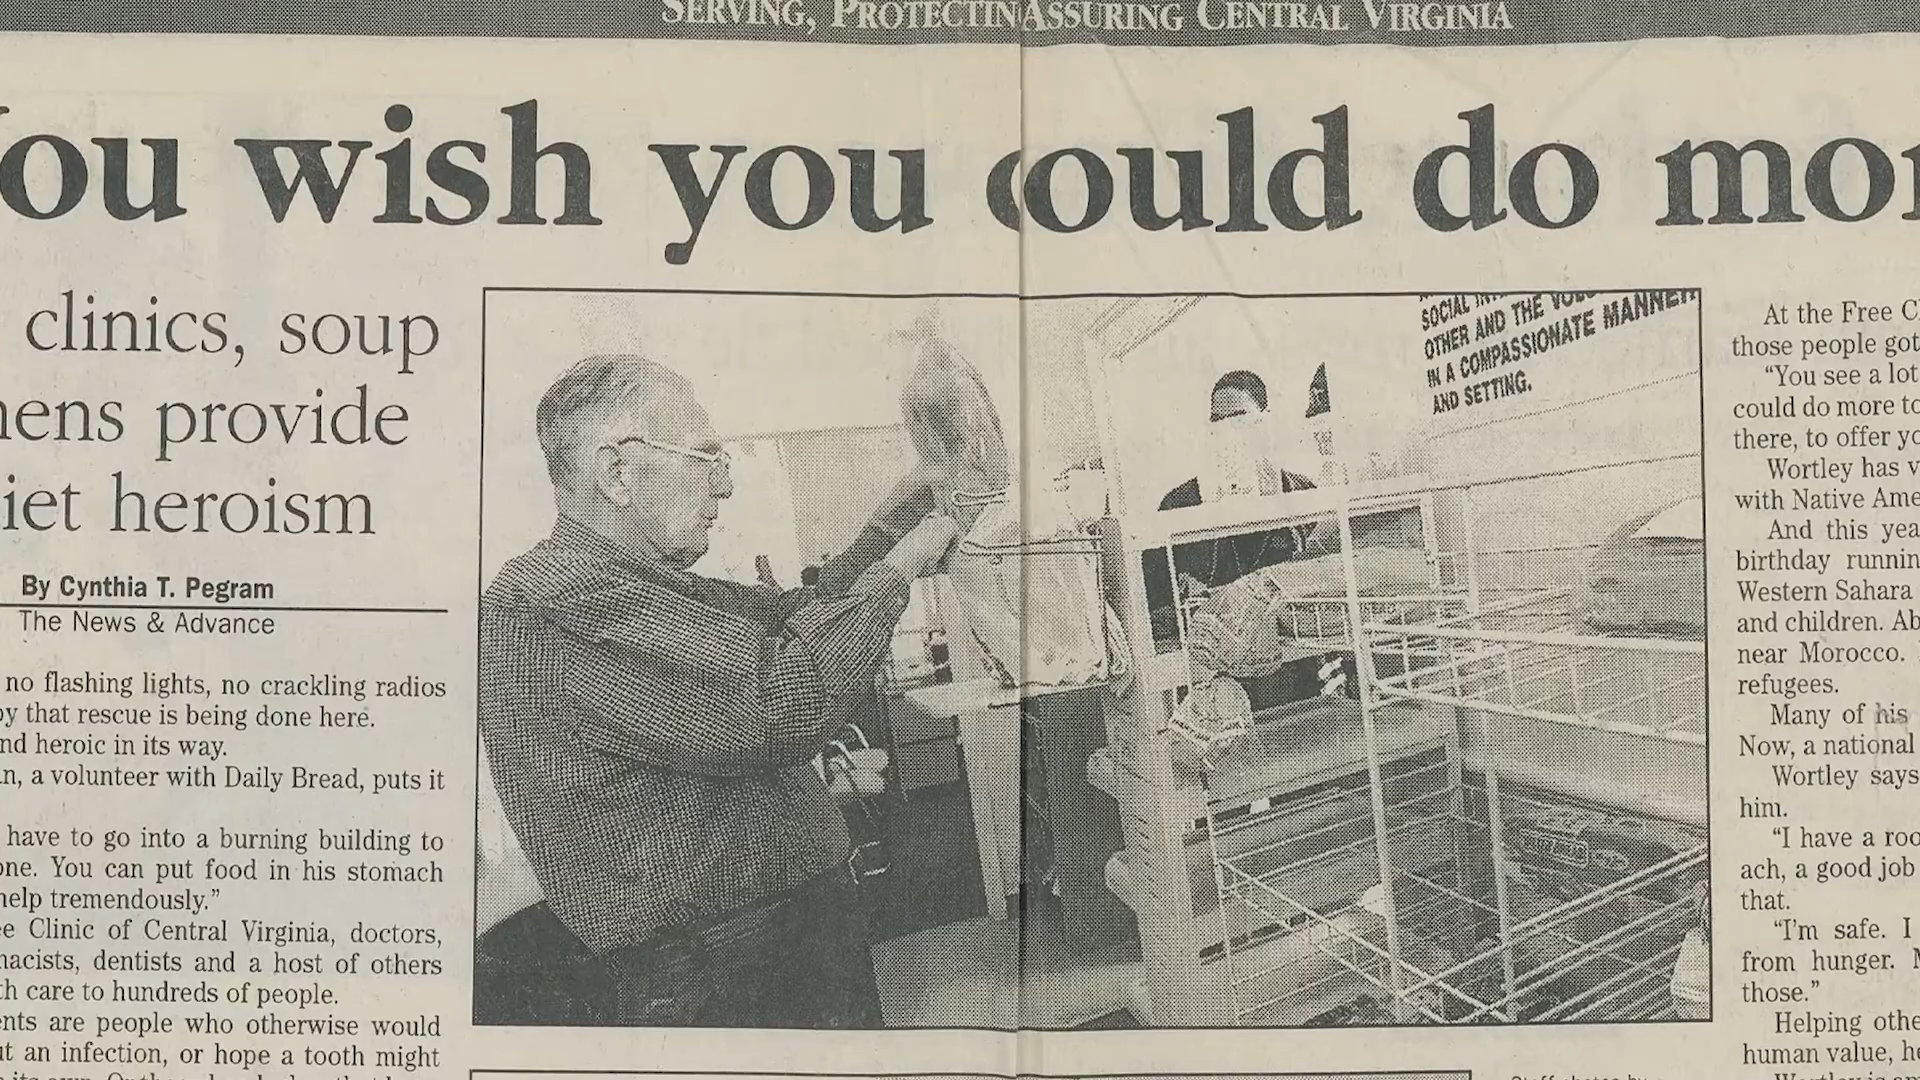 SERVING, PROTECTIN ASSURING CENTRAL VIRGINIA
You wish you could do mor
clinics, soup
ens provide
iet heroism
By Cynthia T. Pegram
The News & Advance
no flashing lights, no crackling radios
y that rescue is being done here.
nd heroic in its way.
n, a volunteer with Daily Bread, puts it
have to go into a burning building to
one. You can put food in his stomach
help tremendously.”
e Clinic of Central Virginia, doctors,
acists, dentists and a host of others
th care to hundreds of people.
ents are people who otherwise would
t an infection, or hope a tooth might
SOCIAL IN
OTHER AND THE VOLU
IN A COMPASSIONATE MANNER
AND SETTING.
At the Free C
those people got
“You see a lot
could do more to
there, to offer yo
Wortley has v
with Native Ame
And this yea
birthday runnin
Western Sahara
and children. Ab
near Morocco.
refugees.
Many of his
Now, a national
Wortley says
him.
“I have a roo
ach, a good job
that.
“I’m safe. I
from hunger. M
those.”
Helping othe
human value, he